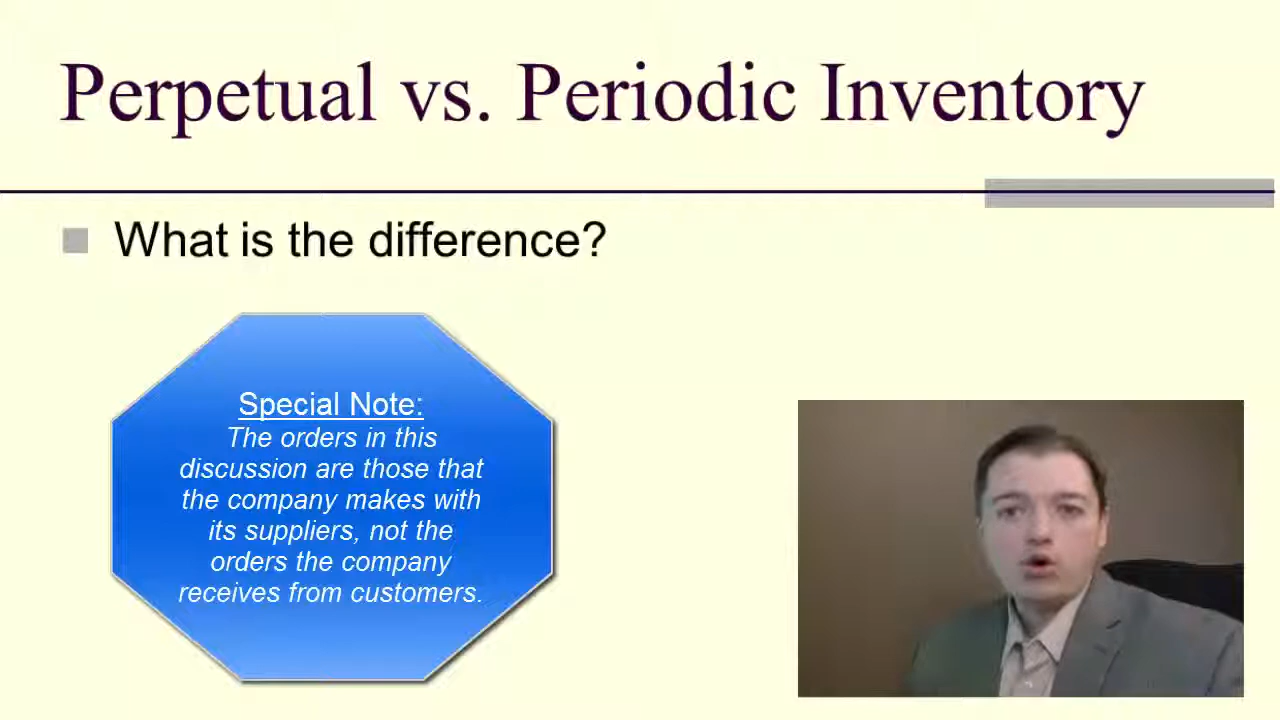 Perpetual vs. Periodic Inventory
What is the difference?
Special Note:
The orders in this
discussion are those that
the company makes with
its suppliers, not the
orders the company
receives from customers.